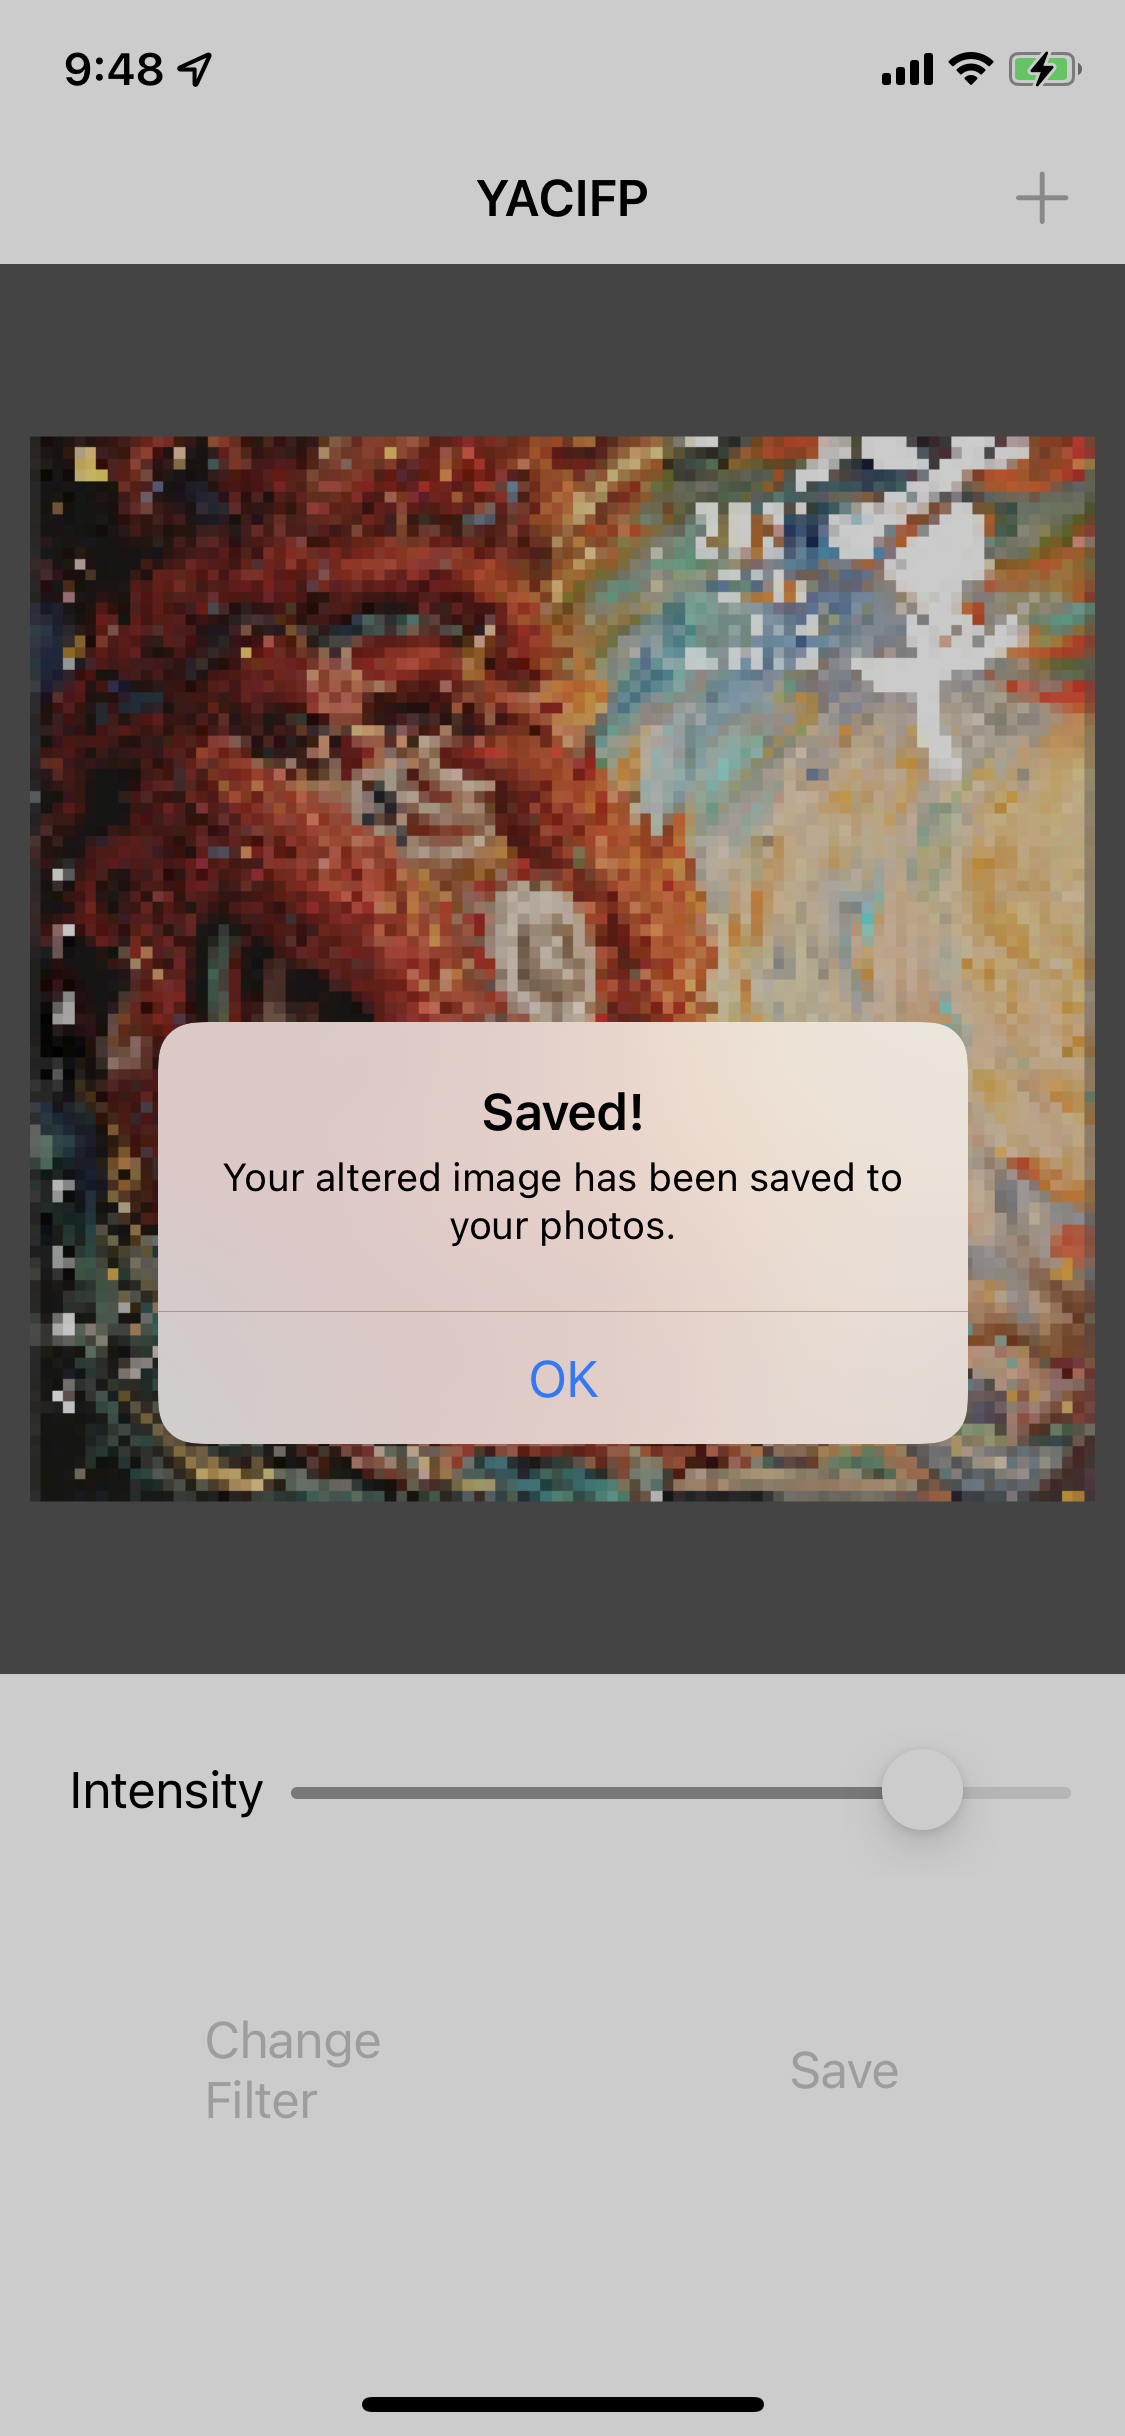 9:48
YACIFP
Saved!
Your altered image has been saved to
your photos.
OK
Intensity
Change
Filter
Save